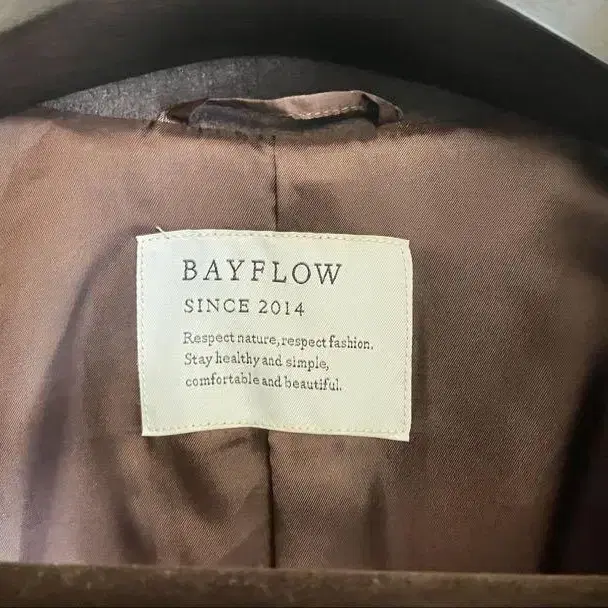 BAYFLOW
SINCE 2014
Respect nature, respect fashion.
Stay healthy and simple,
comfortable and beautiful.